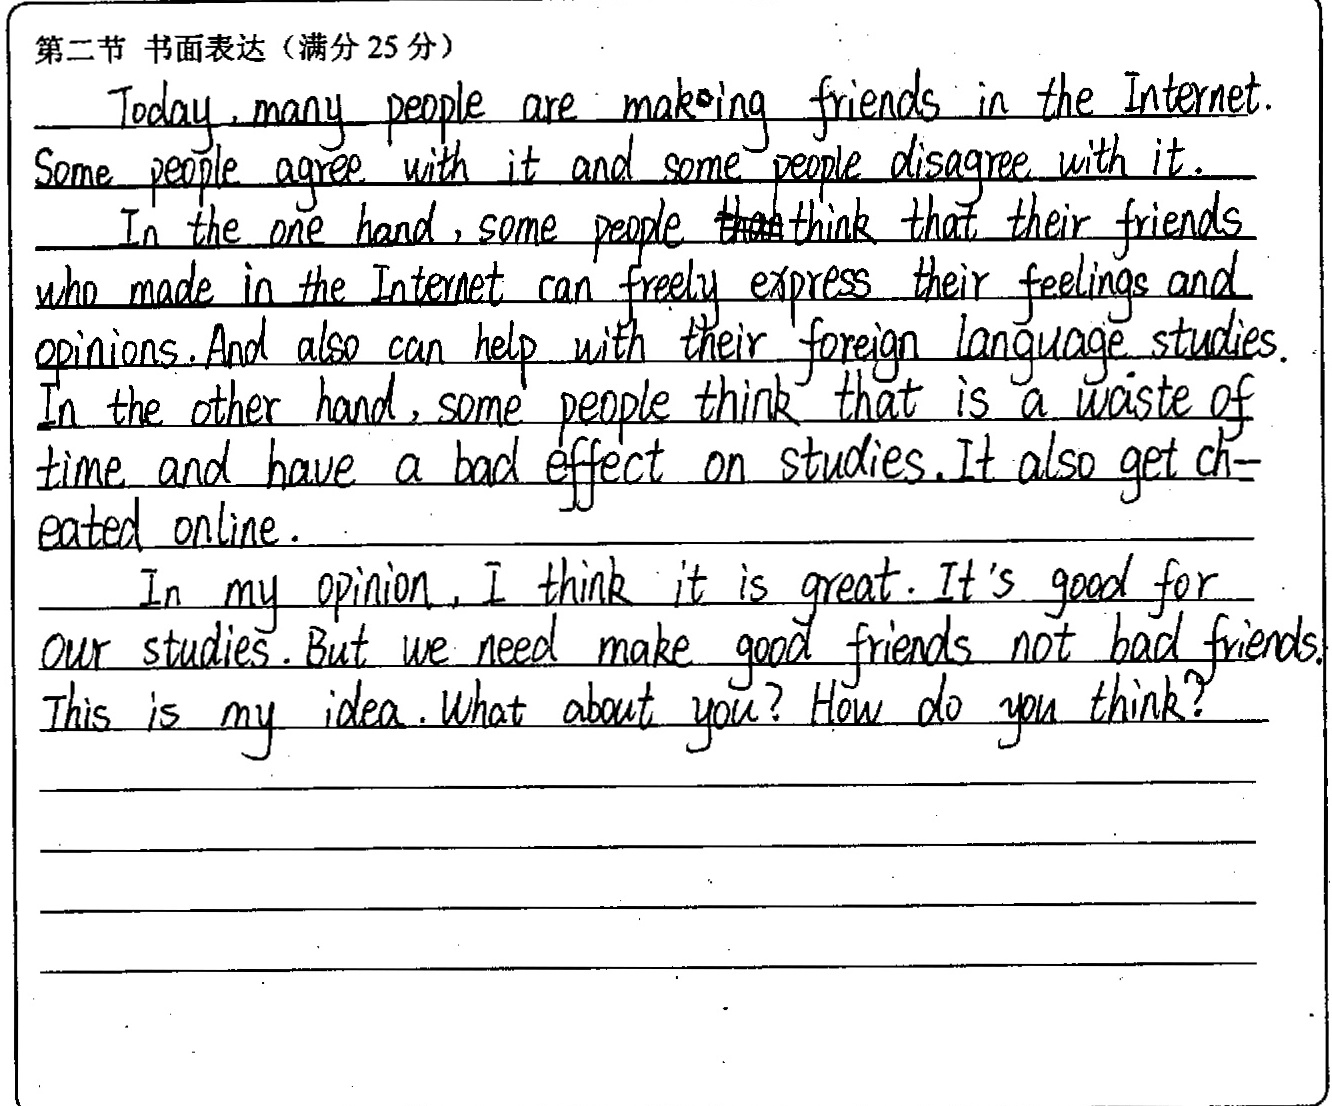 第二节 书面表达（满分 25 分）
Today, many people are making friends in the Internet.
Some people agree with it and some people disagree with it.
In the one hand, some people think that their friends
who made in the Internet can freely express their feelings and
opinions. And also can help with their foreign language studies.
In the other hand, some people think that is a waste of
time and have a bad effect on studies. It also get ch-
eated online.
In my opinion, I think it is great. It's good for
our studies. But we need make good friends not bad friends.
This is my idea. What about you? How do you think?